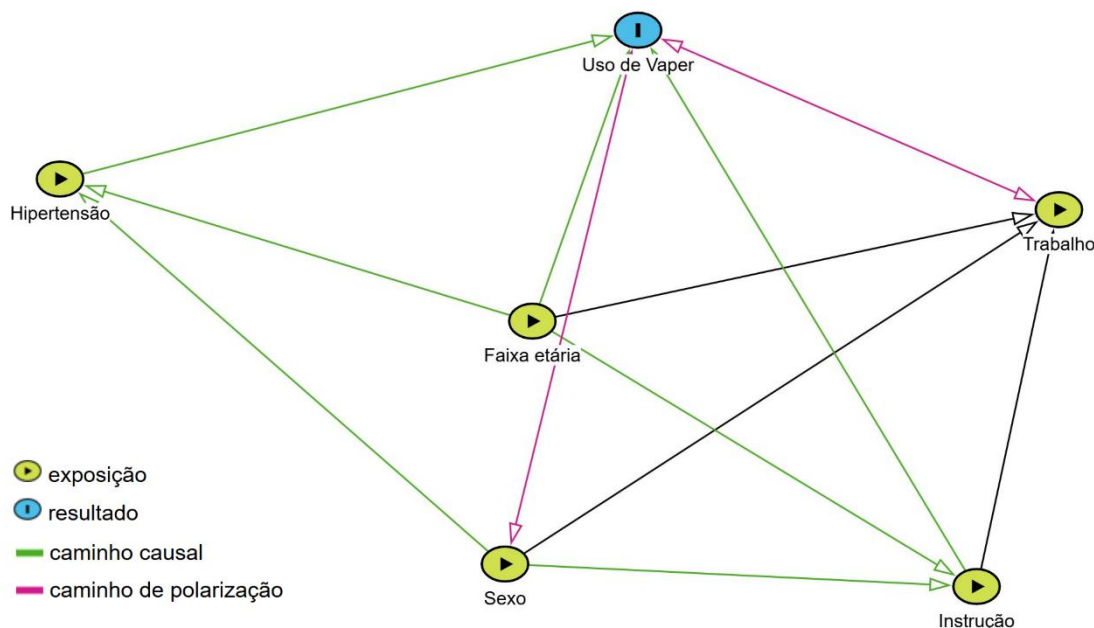 Uso de Vaper
Hipertensão
Trabalho
Faixa etária
exposição
resultado
caminho causal
caminho de polarização
Sexo
Instrucão